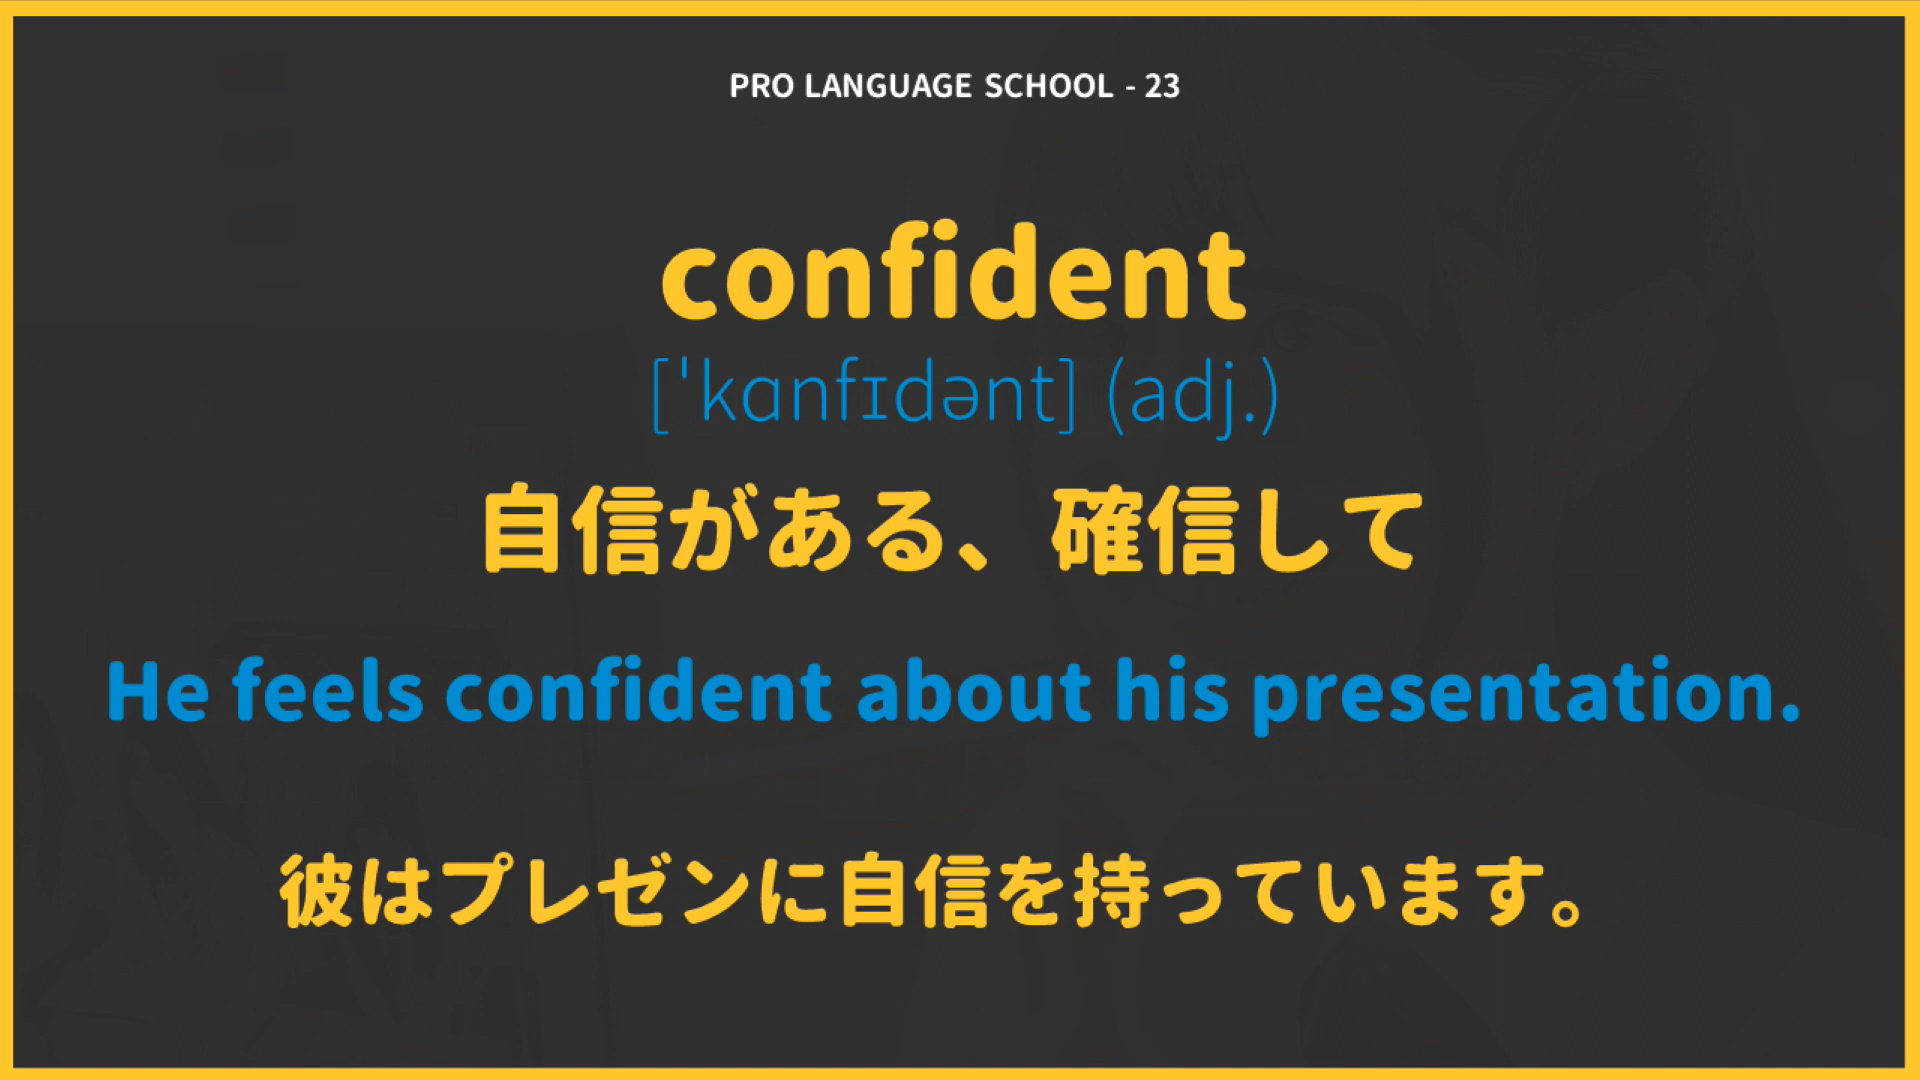 PRO LANGUAGE SCHOOL - 23
confident
[ˈkɑnfɪdənt] (adj.)
自信がある、確信して
He feels confident about his presentation.
彼はプレゼンに自信を持っています。